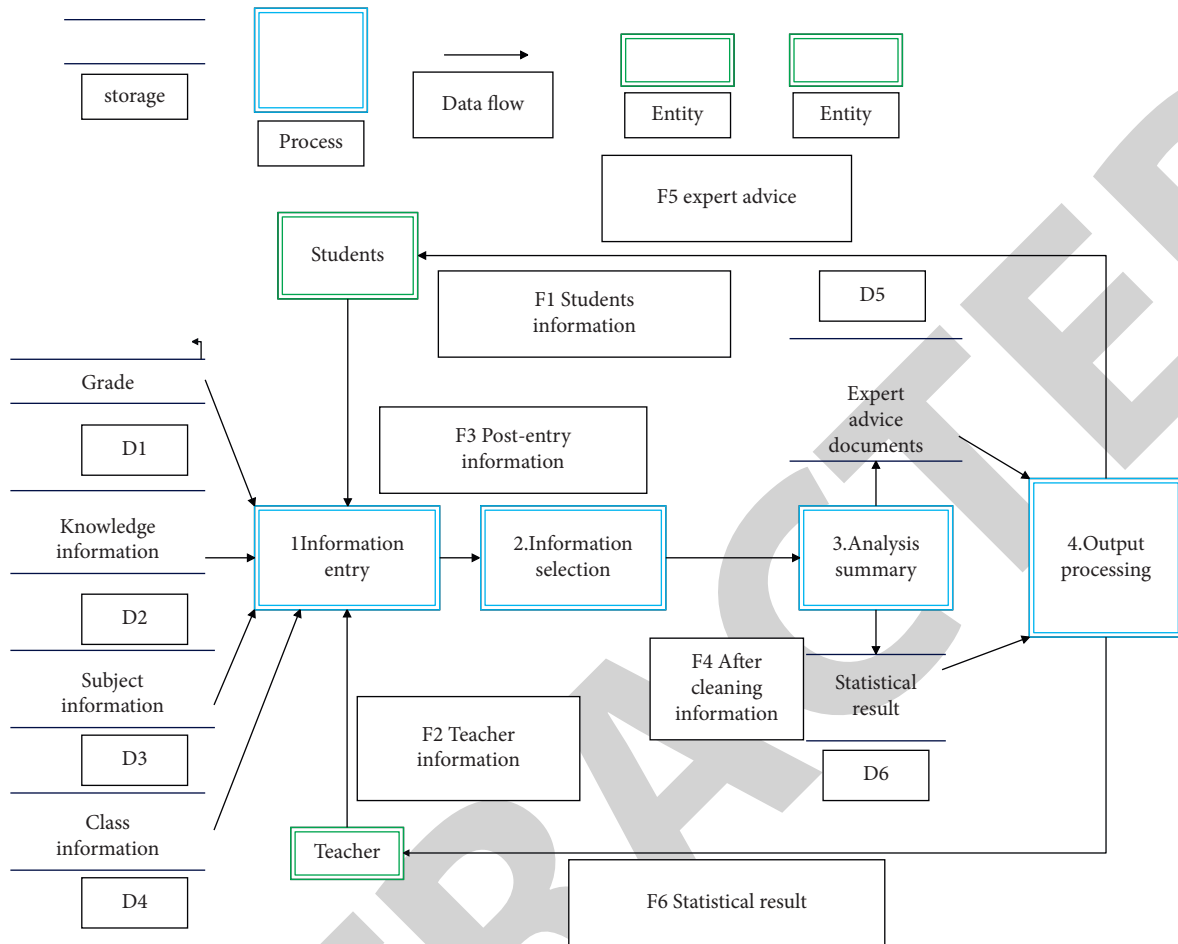 storage
Process
Data flow
Entity
Entity
F5 expert advice
Students
F1 Students
information
D5
Grade
D1
F3 Post-entry
information
Expert
advice
documents
Knowledge
information
D2
1Information
entry
2.Information
selection
3.Analysis
summary
4.Output
processing
Subject
information
D3
F2 Teacher
information
F4 After
cleaning
information
Statistical
result
D6
Class
information
D4
Teacher
F6 Statistical result